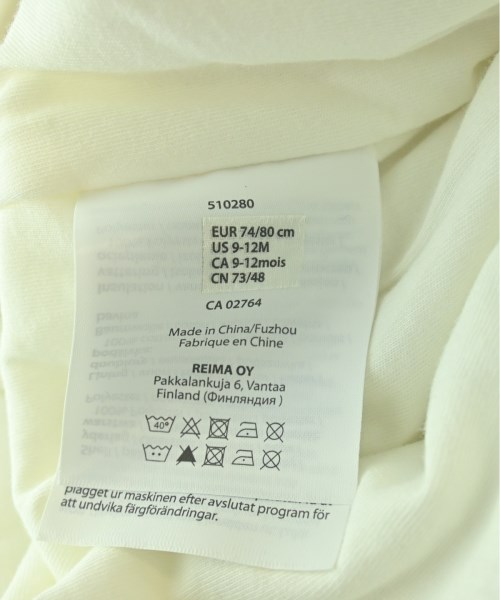 510280
EUR 74/80 cm
US 9-12M
CA 9-12mois
CN 73/48
CA 02764
Made in China/Fuzhou
Fabrique en Chine
REIMA OY
Pakkalankuja 6, Vantaa
Finland (Финляндия )
40°
plagget ur maskinen efter avslutat program för
att undvika färgförändringar.